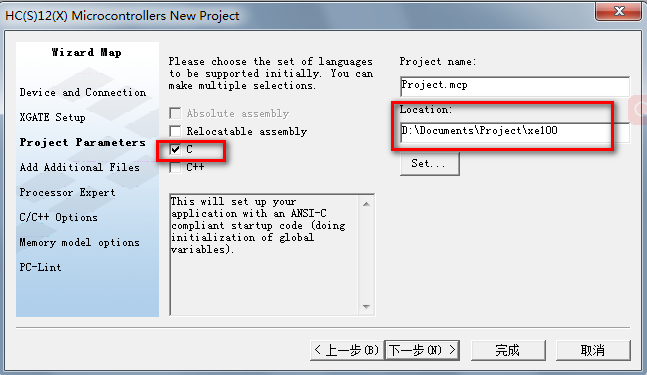 HC(S)12(X) Microcontrollers New Project
Wizard Map
Device and Connection
XGATE Setup
Project Parameters
Add Additional Files
Processor Expert
C/C++ Options
Memory model options
PC-Lint
Please choose the set of languages
to be supported initially. You can
make multiple selections.
Absolute assembly
Relocatable assembly
C
C++
This will set up your
application with an ANSI-C
compliant startup code (doing
initialization of global
variables).
Project name:
Project.mcp
Location:
D:\Documents\Project\xe100
Set...
< 上一步(B)
下一步(N) >
完成
取消